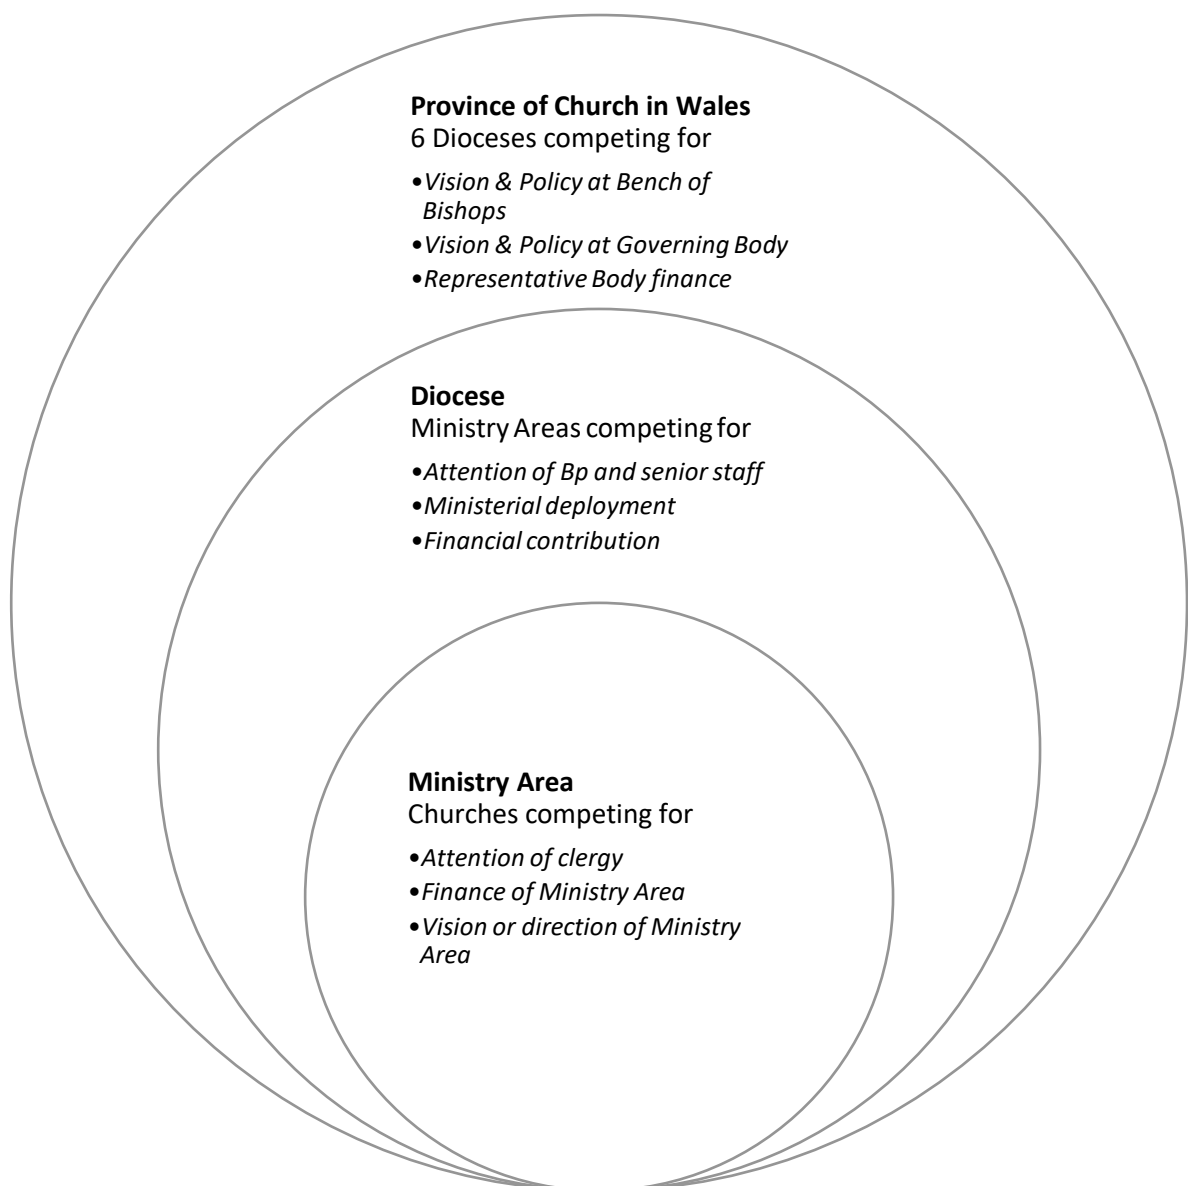 Province of Church in Wales
6 Dioceses competing for
•Vision & Policy at Bench of
Bishops
•Vision & Policy at Governing Body
•Representative Body finance
Diocese
Ministry Areas competing for
•Attention of Bp and senior staff
•Ministerial deployment
•Financial contribution
Ministry Area
Churches competing for
•Attention of clergy
•Finance of Ministry Area
•Vision or direction of Ministry
Area